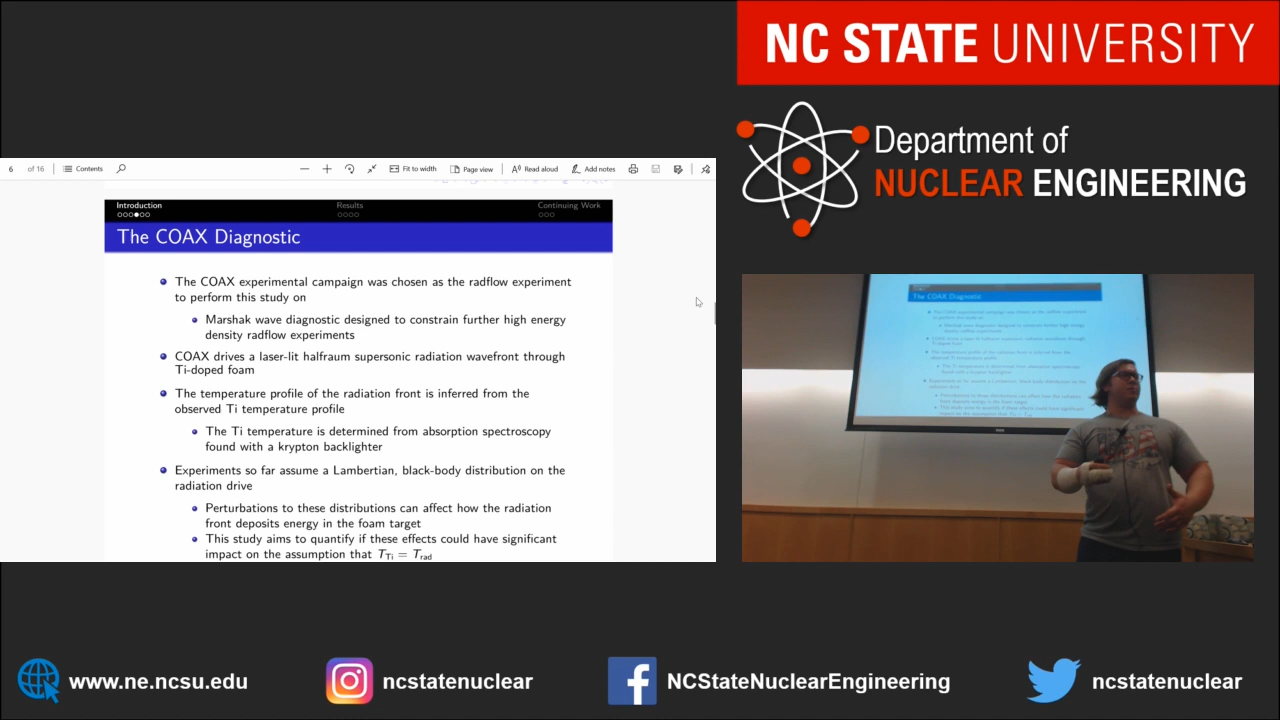 NC STATE UNIVERSITY
Department of
NUCLEAR ENGINEERING
6 of 16
Contents
Fit to width
Page view
Read aloud
Add notes
Introduction
Results
Continuing Work
The COAX Diagnostic
The COAX experimental campaign was chosen as the radflow experiment
to perform this study on
Marshak wave diagnostic designed to constrain further high energy
density radflow experiments
COAX drives a laser-lit halfraum supersonic radiation wavefront through
Ti-doped foam
The temperature profile of the radiation front is inferred from the
observed Ti temperature profile
The Ti temperature is determined from absorption spectroscopy
found with a krypton backlighter
Experiments so far assume a Lambertian, black-body distribution on the
radiation drive
Perturbations to these distributions can affect how the radiation
front deposits energy in the foam target
This study aims to quantify if these effects could have significant
impact on the assumption that T_Ti = T_rad
The COAX Diagnostic
USA
www.ne.ncsu.edu
ncstatenuclear
NCStateNuclearEngineering
ncstatenuclear